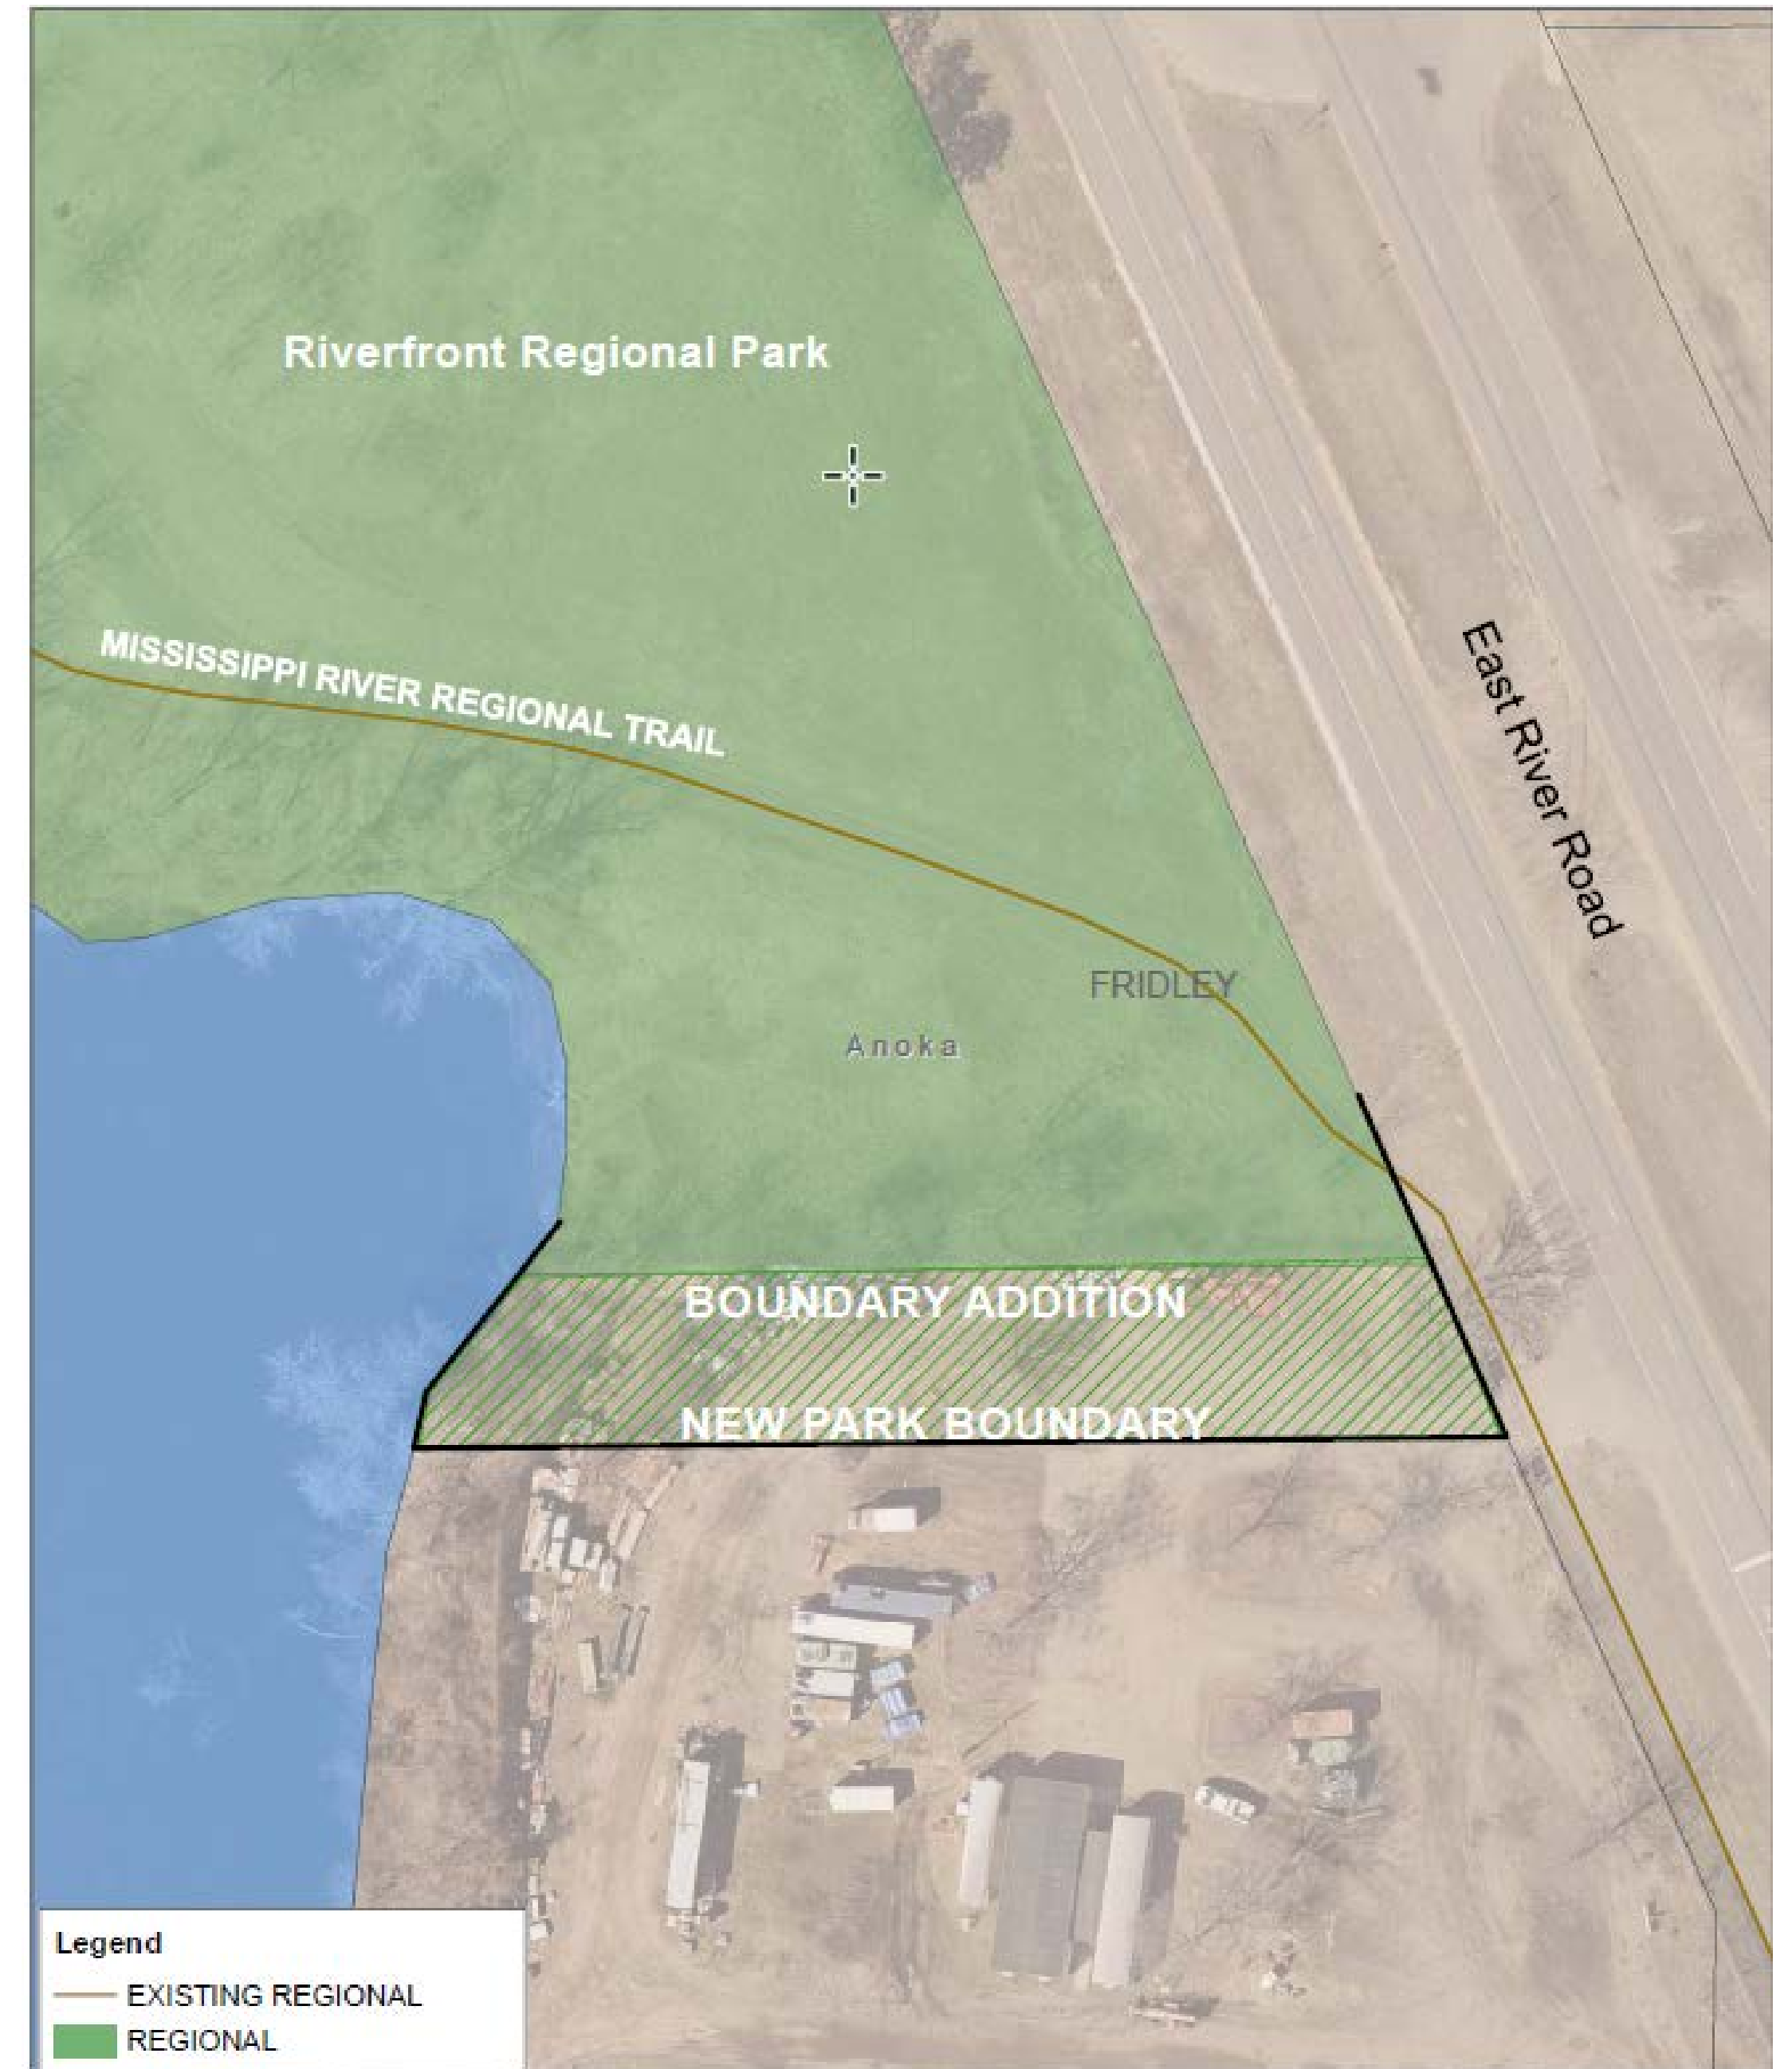 Riverfront Regional Park
MISSISSIPPI RIVER REGIONAL TRAIL
East River Road
FRIDLEY
Anoka
BOUNDARY ADDITION
NEW PARK BOUNDARY
Legend
EXISTING REGIONAL
REGIONAL